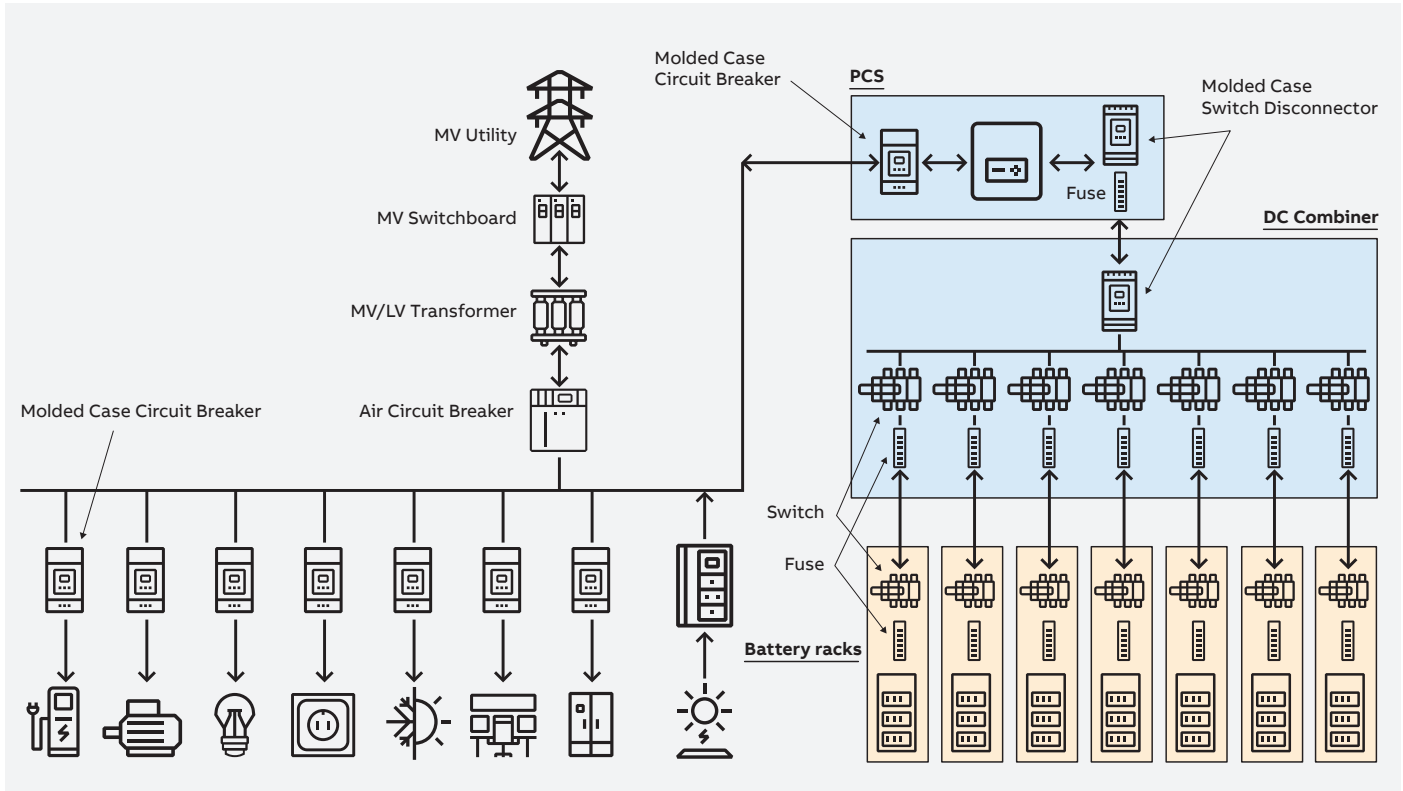 Molded Case
Circuit Breaker
PCS
Molded Case
Switch Disconnector
MV Utility
Fuse
MV Switchboard
DC Combiner
MV/LV Transformer
Molded Case Circuit Breaker
Air Circuit Breaker
Switch
Fuse
Battery racks